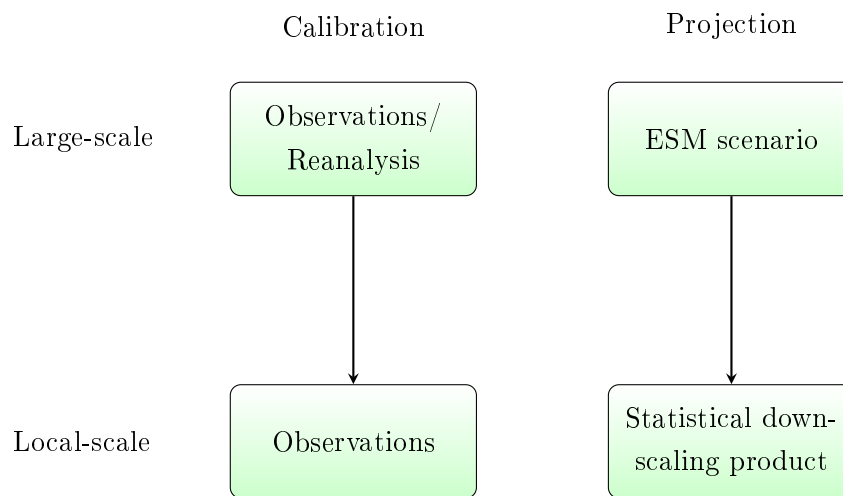 Calibration
Projection
Large-scale
Observations/
Reanalysis
ESM scenario
Local-scale
Observations
Statistical down-
scaling product